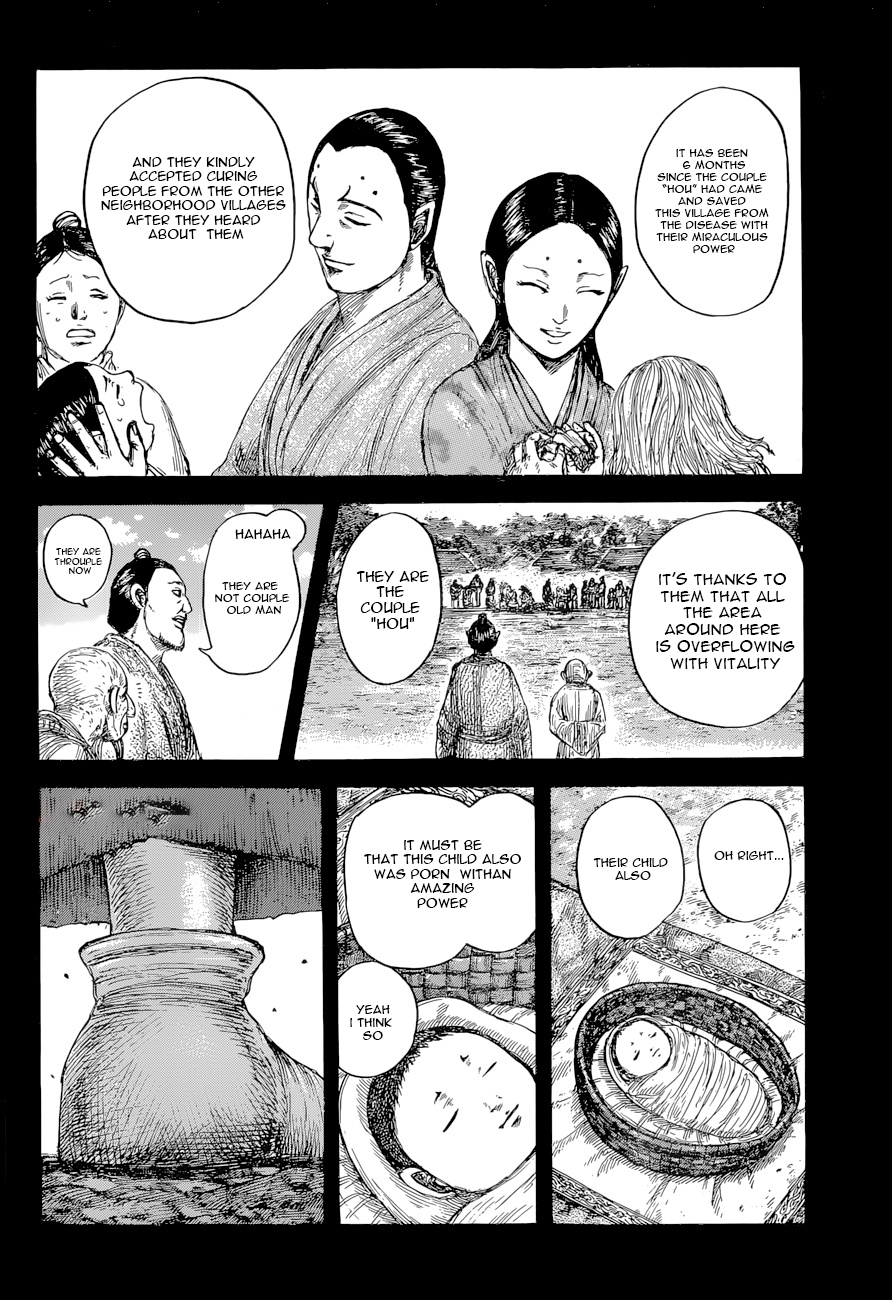 IT HAS BEEN
6 MONTHS
SINCE THE COUPLE
"HOU" HAD CAME
AND SAVED
THIS VILLAGE FROM
THE DISEASE WITH
THEIR MIRACULOUS
POWER
AND THEY KINDLY
ACCEPTED CURING
PEOPLE FROM THE OTHER
NEIGHBORHOOD VILLAGES
AFTER THEY HEARD
ABOUT THEM
IT'S THANKS TO
THEM THAT ALL
THE AREA
AROUND HERE
IS OVERFLOWING
WITH VITALITY
THEY ARE
THE
COUPLE
"HOU"
HAHAHA
THEY ARE
NOT COUPLE
OLD MAN
THEY ARE
THROUPLE
NOW
OH RIGHT...
THEIR CHILD
ALSO
IT MUST BE
THAT THIS CHILD ALSO
WAS PORN WITHAN
AMAZING
POWER
YEAH
I THINK
SO